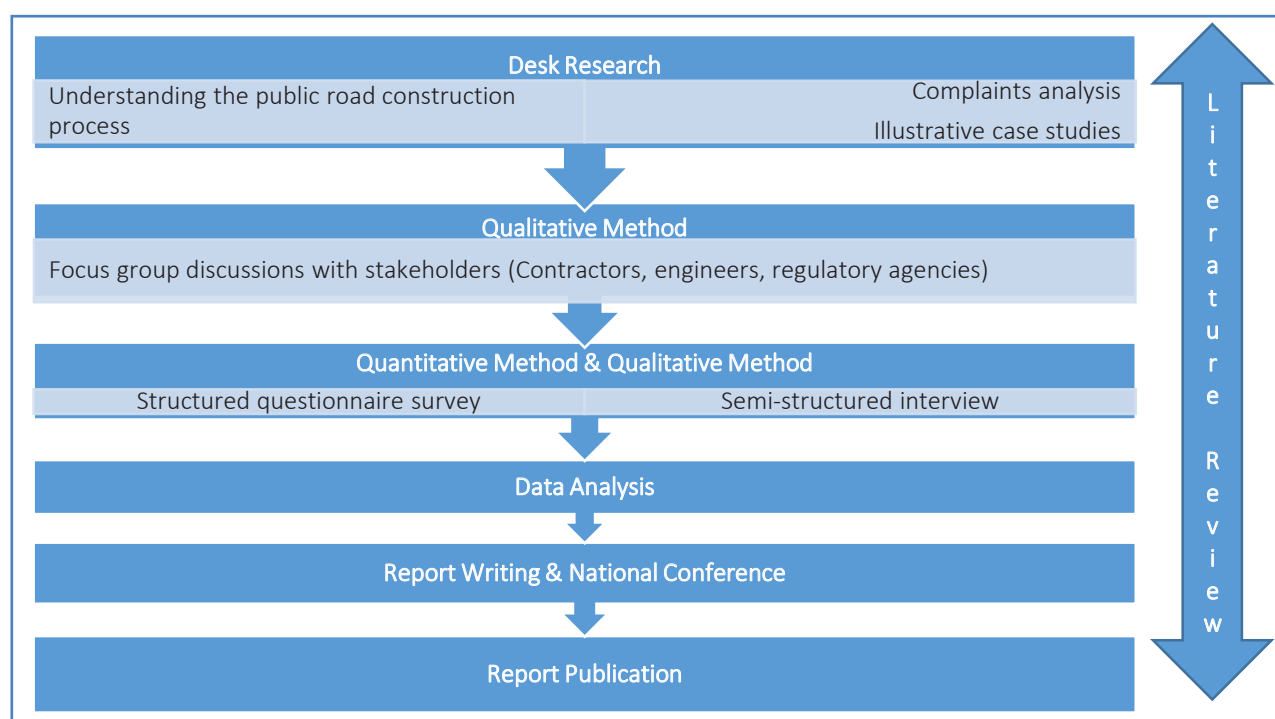 Desk Research
Understanding the public road construction
process
Complaints analysis
Illustrative case studies
Qualitative Method
Focus group discussions with stakeholders (Contractors, engineers, regulatory agencies)
Quantitative Method & Qualitative Method
Structured questionnaire survey
Semi-structured interview
Data Analysis
Report Writing & National Conference
Report Publication
Literature Review